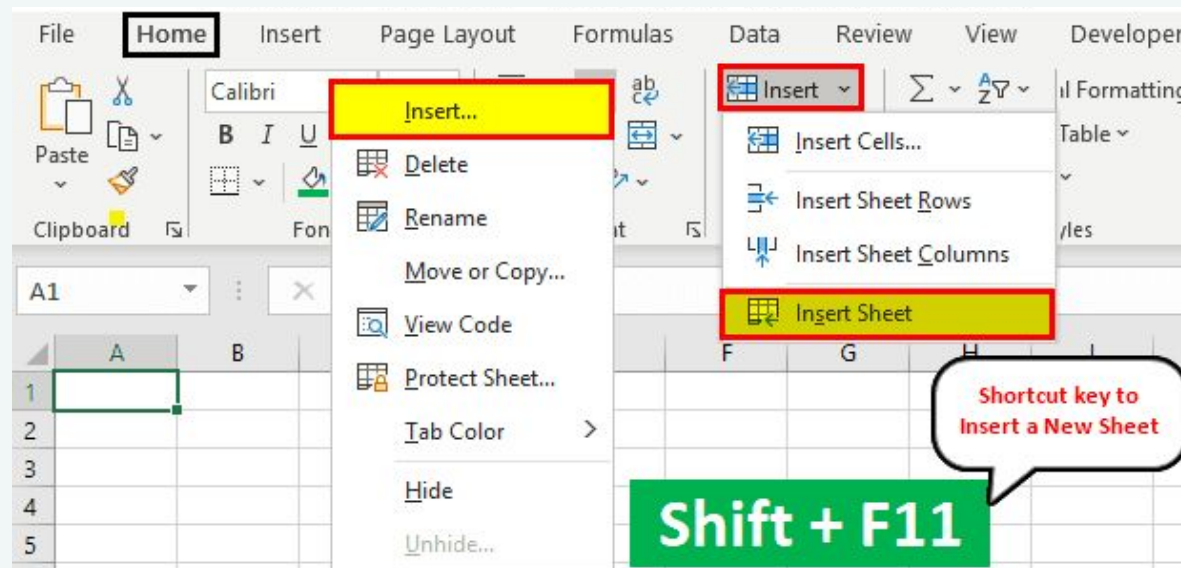 File Home Insert Page Layout Formulas Data Review View Developer
Calibri
B I U
Paste
Clipboard
Insert...
Delete
Rename
Move or Copy...
View Code
Protect Sheet...
Tab Color
Hide
Unhide...
ab
Insert
Insert Cells...
Insert Sheet Rows
Insert Sheet Columns
Insert Sheet
Formatting
Table
A1
A B F G
1
2
3
4
5
Shortcut key to
Insert a New Sheet
Shift + F11